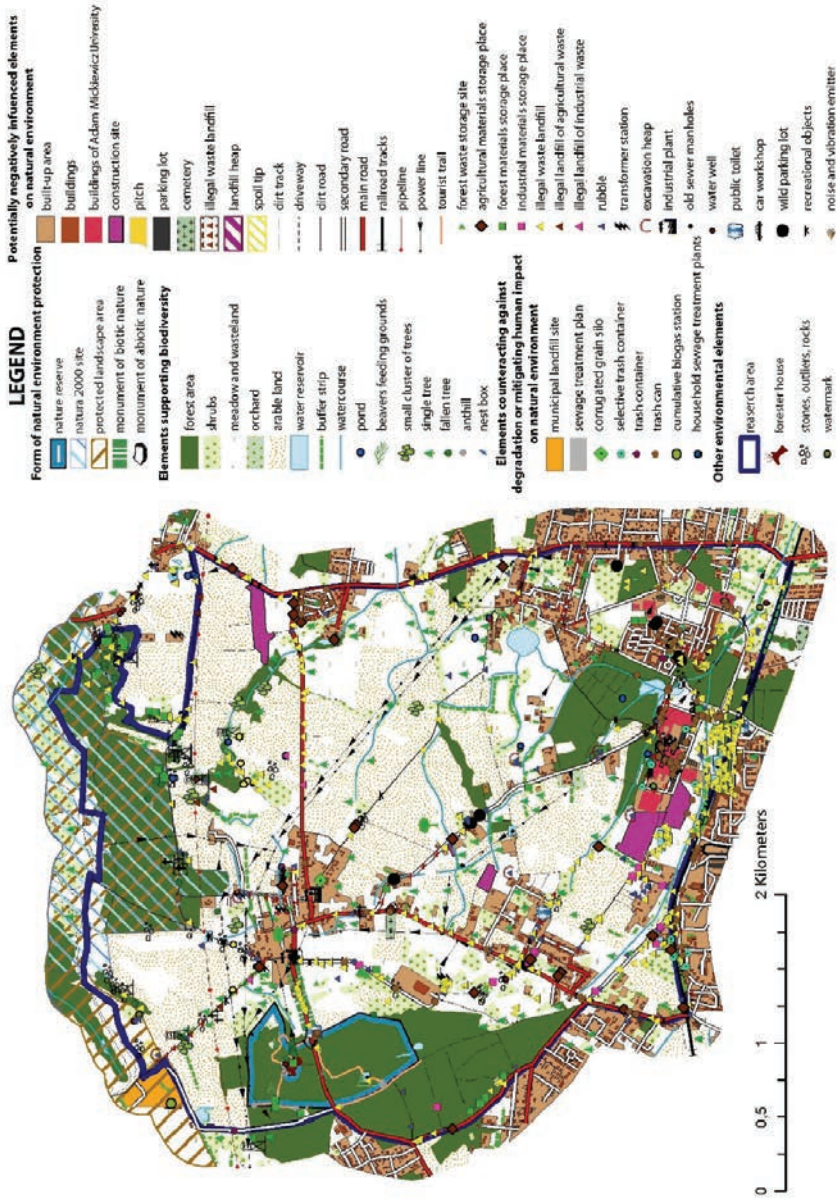 LEGEND
Form of natural environment protection
nature reserve
natura 2000 site
protected landscape area
monument of biotic nature
monument of abiotic nature
Elements supporting biodiversity
forest area
shrubs
meadow and wasteland
orchard
arable land
water reservoir
buffer strip
watercourse
pond
beavers feeding grounds
small cluster of trees
single tree
fallen tree
anthill
nest box
Elements counteracting against
degradation or mitigating human impact
on natural environment
municipal landfill site
sewage treatment plan
corrugated grain silo
selective trash container
trash container
trash can
cumulative biogas station
household sewage treatment plants
Other environmental elements
reaserch area
forester house
stones, outliers, rocks
watermark
Potentially negatively infuenced elements
on natural environment
built-up area
buildings
buildings of Adam Mickiewicz University
construction site
pitch
parking lot
cemetery
illegal waste landfill
landfill heap
spoil tip
dirt track
driveway
dirt road
secondary road
main road
railroad tracks
pipeline
power line
tourist trail
forest waste storage site
agricultural materials storage place
forest materials storage place
industrial materials storage place
illegal waste landfill
illegal landfill of agricultural waste
illegal landfill of industrial waste
rubble
transformer station
excavation heap
industrial plant
old sewer manholes
water well
public toilet
car workshop
wild parking lot
recreational objects
noise and vibration emitter
0 0,5 1 2 Kilometers